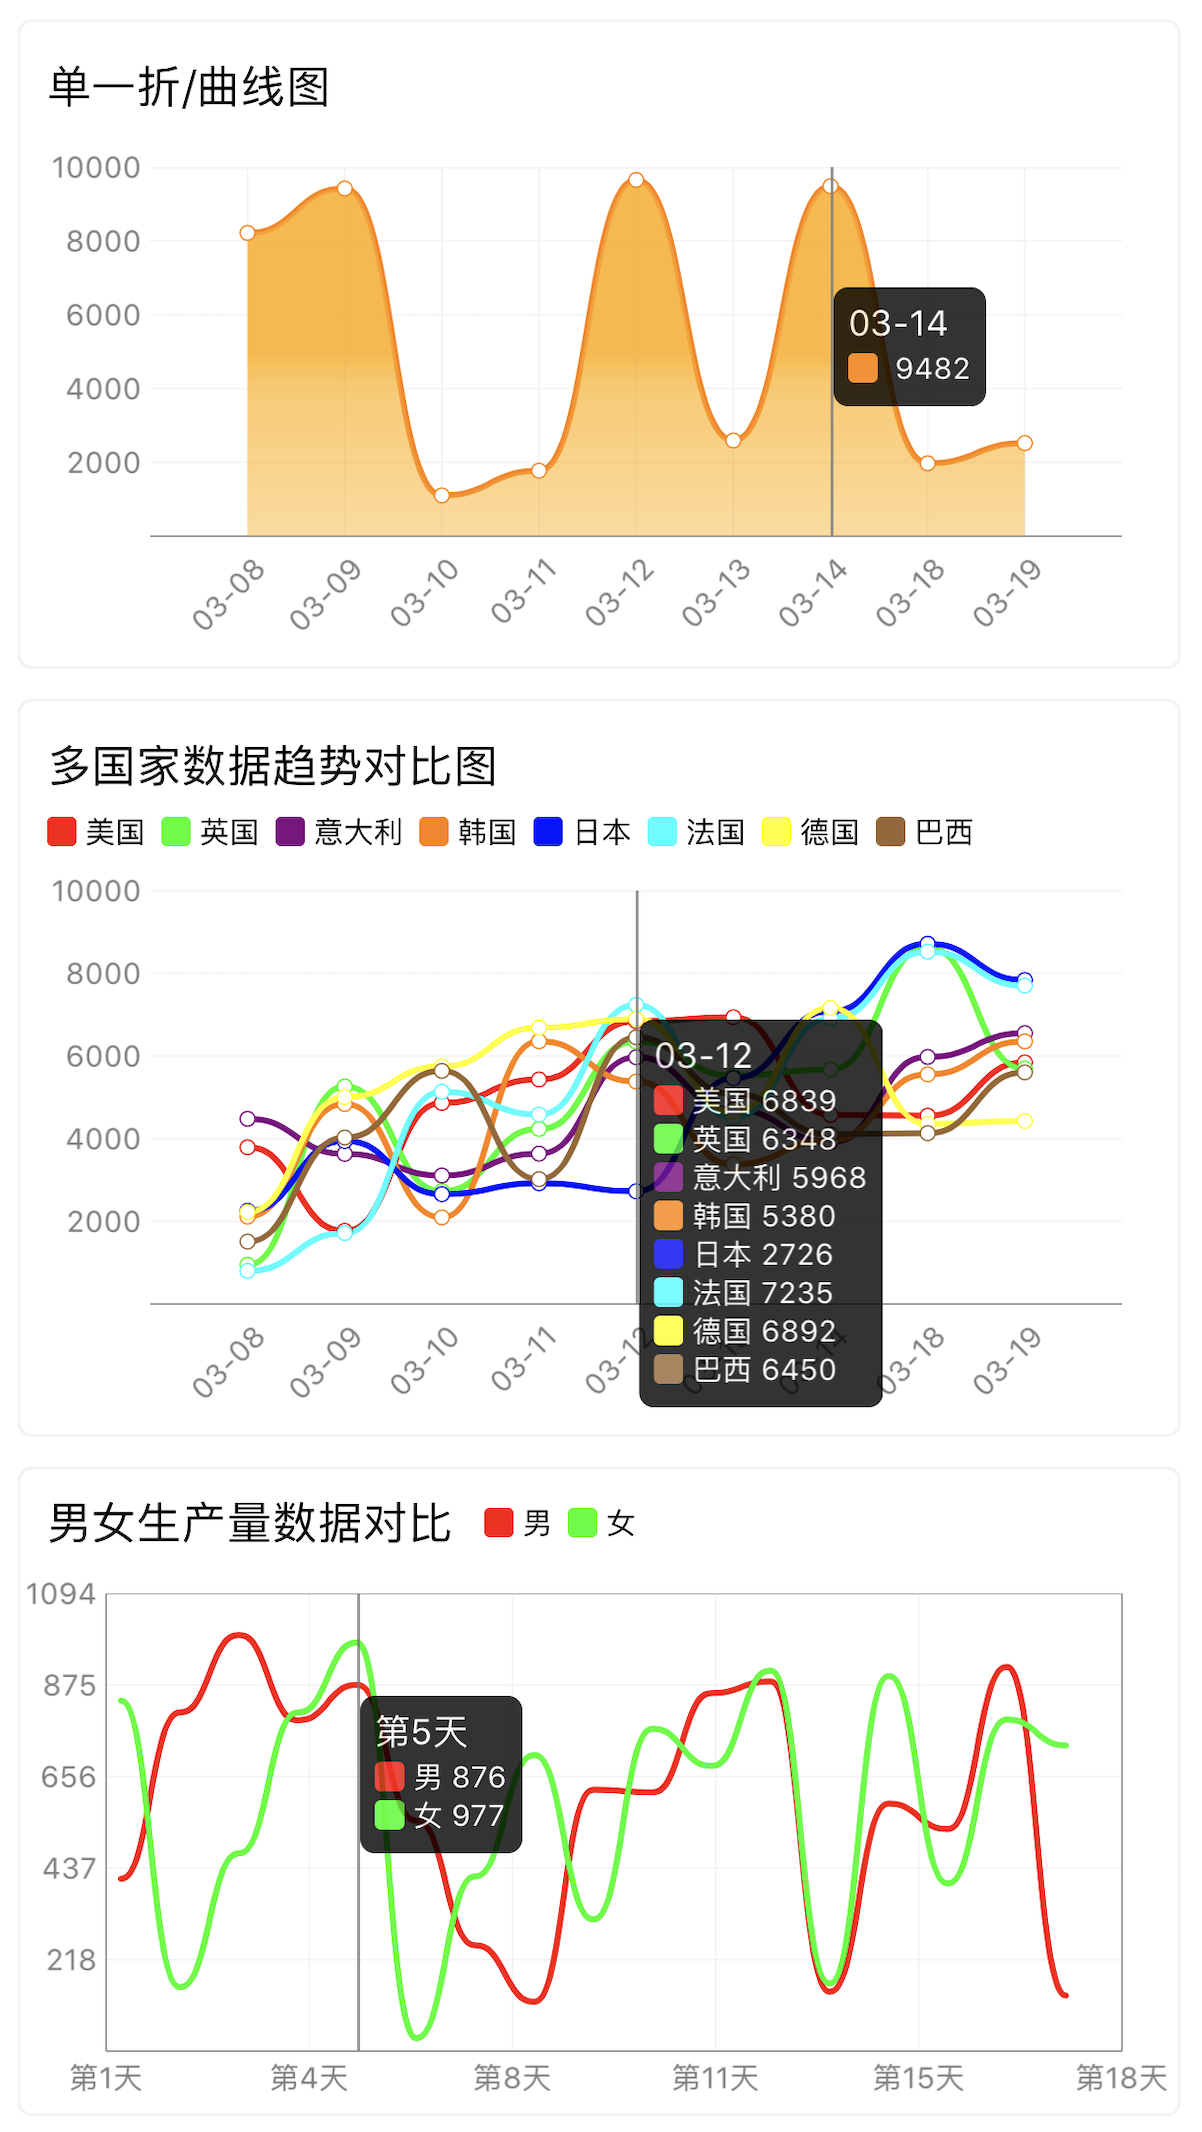 单一折/曲线图
10000
8000
6000
4000
2000
03-14
9482
03-08 03-09 03-10 03-11 03-12 03-13 03-14 03-18 03-19
多国家数据趋势对比图
美国 英国 意大利 韩国 日本 法国 德国 巴西
10000
8000
6000
4000
2000
03-12
美国 6839
英国 6348
意大利 5968
韩国 5380
日本 2726
法国 7235
德国 6892
巴西 6450
03-08 03-09 03-10 03-11 03-12 03-18 03-19
男女生产量数据对比 男 女
1094
875
656
437
218
第5天
男 876
女 977
第1天 第4天 第8天 第11天 第15天 第18天